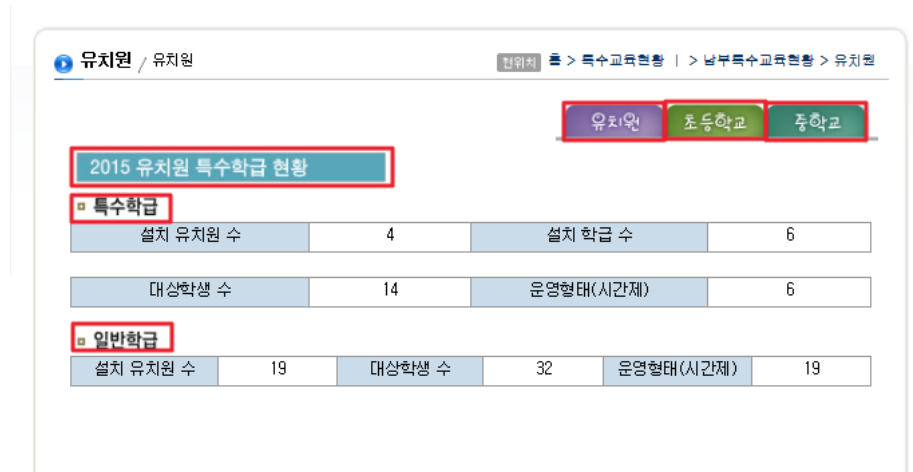 유치원 / 유치원
현위치 홈 > 특수교육현황 | > 남부특수교육현황 > 유치원
유치원 초등학교 중학교
2015 유치원 특수학급 현황
특수학급
설치 유치원 수 4 설치 학급 수 6
대상학생 수 14 운영형태(시간제) 6
일반학급
설치 유치원 수 19 대상학생 수 32 운영형태(시간제) 19